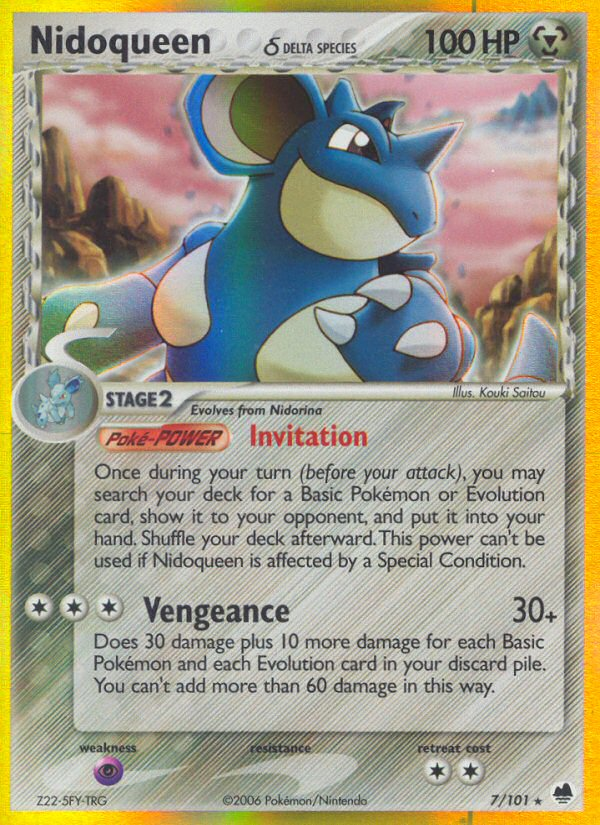 Nidoqueen δ DELTA SPECIES 100 HP
Illus. Kouki Saitou
STAGE 2
Evolves from Nidorina
Poké-POWER Invitation
Once during your turn (before your attack), you may
search your deck for a Basic Pokémon or Evolution
card, show it to your opponent, and put it into your
hand. Shuffle your deck afterward. This power can't be
used if Nidoqueen is affected by a Special Condition.
Vengeance 30+
Does 30 damage plus 10 more damage for each Basic
Pokémon and each Evolution card in your discard pile.
You can't add more than 60 damage in this way.
weakness resistance retreat cost
Z22-5FY-TRG ©2006 Pokémon/Nintendo 7/101 ★